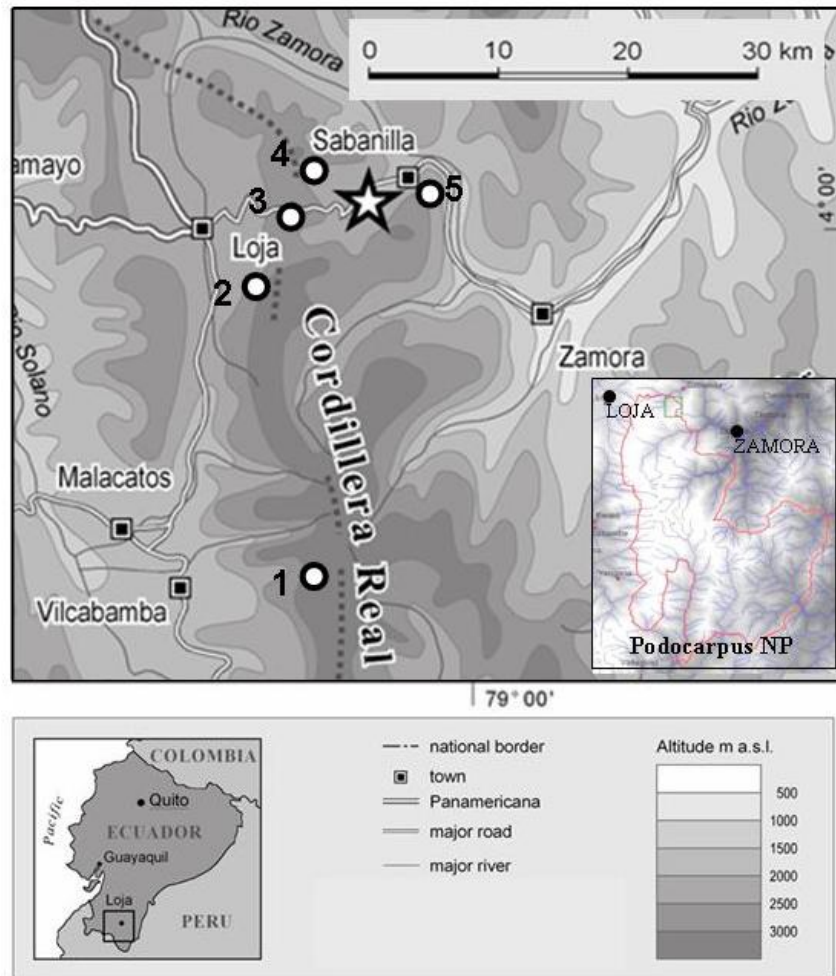 Rio Zamora
0 10 20 30 km
Rio Z
4
Sabanilla
amayo
5
3
4°00'
Loja
2
Cordillera Real
Solano
Zamora
LOJA
ZAMORA
Malacatos
1
Vilcabamba
Podocarpus NP
79°00'
COLOMBIA
Pacific
Quito
ECUADOR
Guayaquil
Loja
PERU
national border
town
Panamericana
major road
major river
Altitude m a.s.l.
500
1000
1500
2000
2500
3000